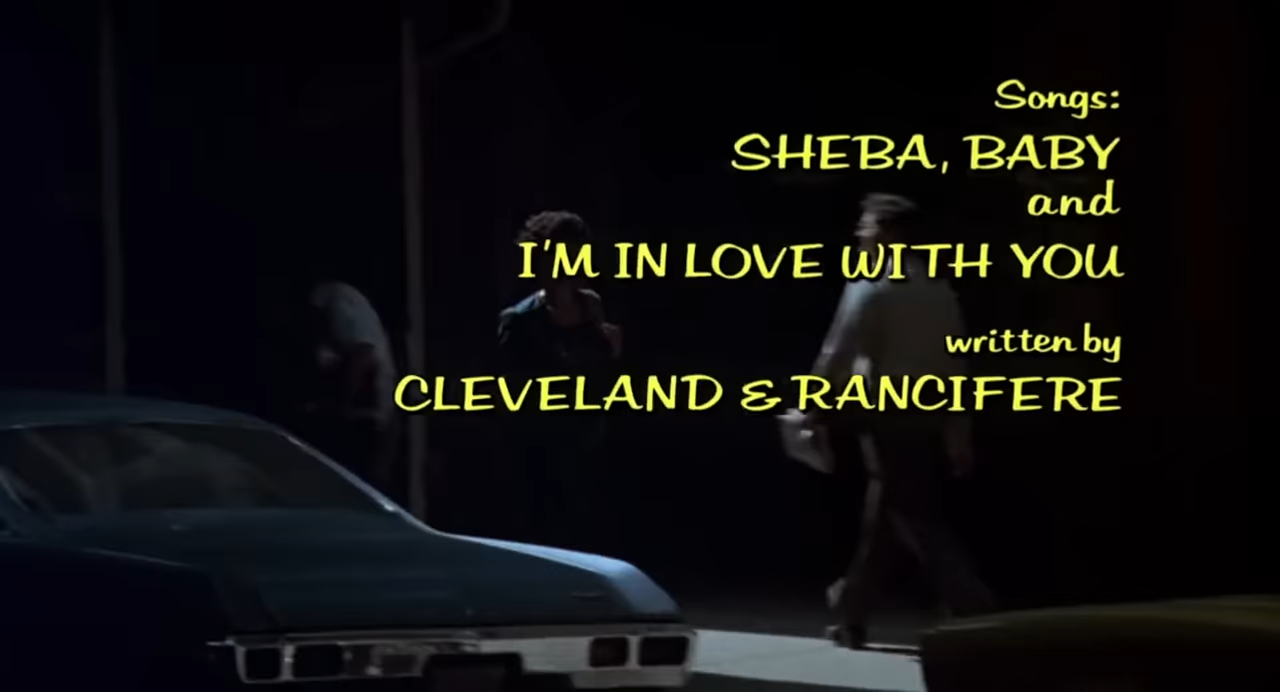 Songs:
SHEBA, BABY
and
I'M IN LOVE WITH YOU
written by
CLEVELAND & RANCIFERE